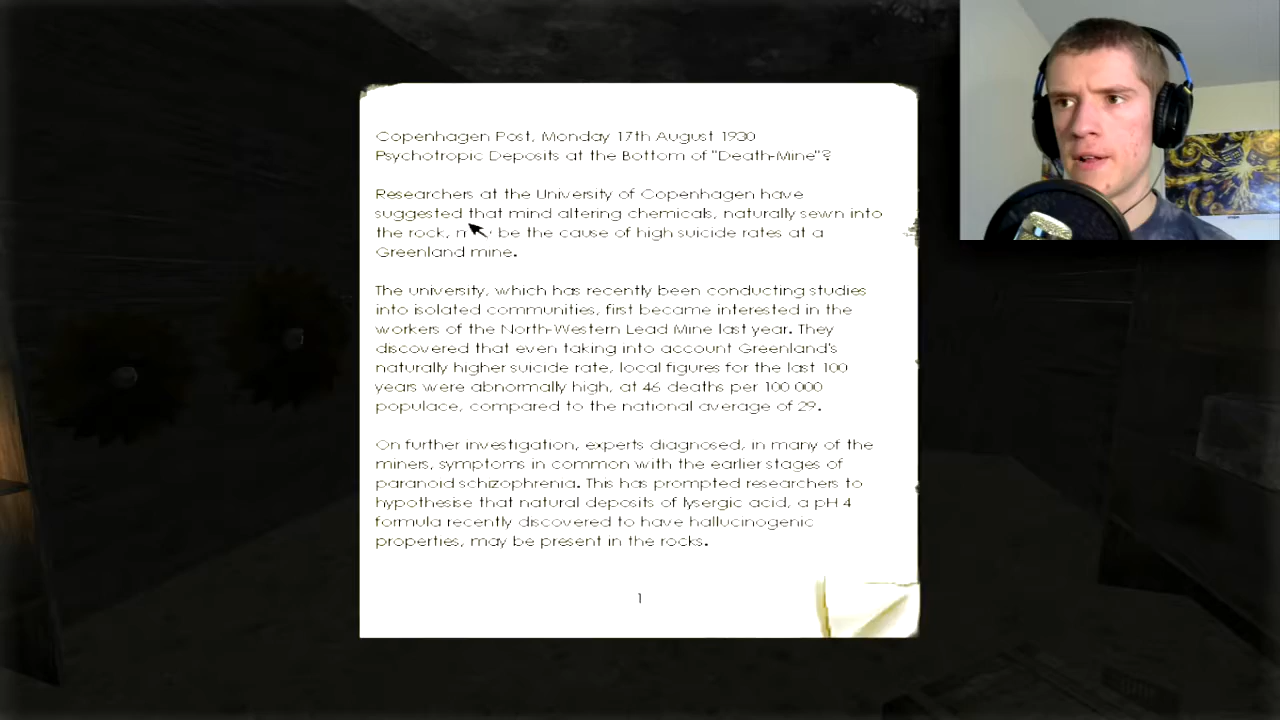 Copenhagen Post, Monday 17th August 1930
Psychotropic Deposits at the Bottom of "Death-Mine"?
Researchers at the University of Copenhagen have
suggested that mind altering chemicals, naturally sewn into
the rock, may be the cause of high suicide rates at a
Greenland mine.
The university, which has recently been conducting studies
into isolated communities, first became interested in the
workers of the North-Western Lead Mine last year. They
discovered that even taking into account Greenland's
naturally higher suicide rate, local figures for the last 100
years were abnormally high, at 46 deaths per 100 000
populace, compared to the national average of 29.
On further investigation, experts diagnosed, in many of the
miners, symptoms in common with the earlier stages of
paranoid schizophrenia. This has prompted researchers to
hypothesise that natural deposits of lysergic acid, a pH 4
formula recently discovered to have hallucinogenic
properties, may be present in the rocks.
1